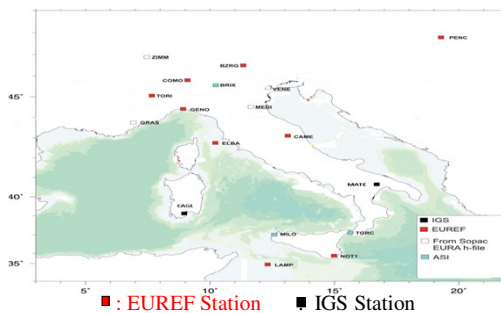 PENC
ZIMM
BZRG
COMO
BRIX
VENE
TORI
45°
MEDI
GENO
GRAS
CAME
ELBA
MATE
40°
CAGL
IGS
EUREF
From Sopac
EURA h-file
ASI
MILO
TGRC
NOT1
35°
LAMP
5°
10°
15°
20°
: EUREF Station
: IGS Station